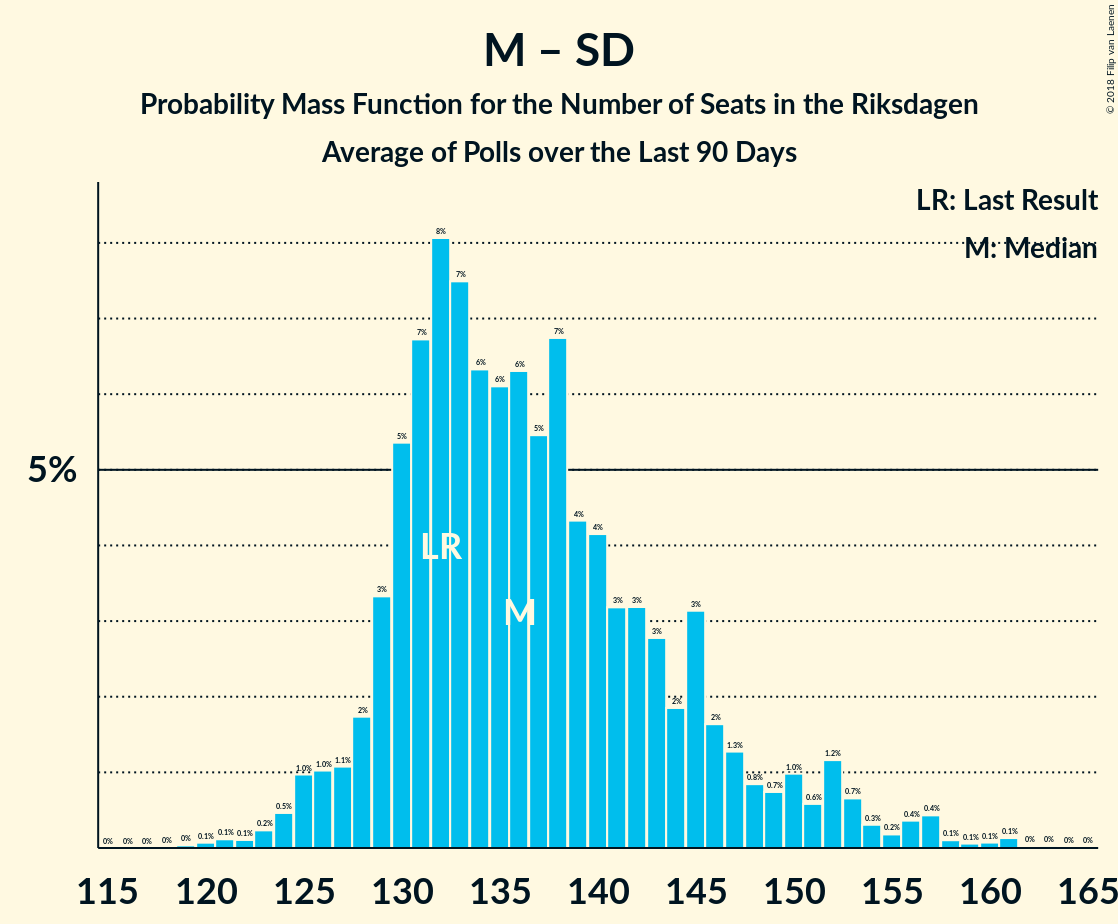 M – SD
Probability Mass Function for the Number of Seats in the Riksdagen
Average of Polls over the Last 90 Days
© 2018 Filip van Laenen
LR: Last Result
M: Median
5%
0% 0% 0% 0% 0% 0.1% 0.1% 0.1% 0.2% 0.5% 1.0% 1.0% 1.1% 2% 3% 5% 7% 8% 7% 6% 6% 6% 5% 7% 4% 4% 3% 3% 3% 2% 3% 2% 1.3% 0.8% 0.7% 1.0% 0.6% 1.2% 0.7% 0.3% 0.2% 0.4% 0.4% 0.1% 0.1% 0.1% 0.1% 0% 0% 0% 0%
LR
M
115 120 125 130 135 140 145 150 155 160 165